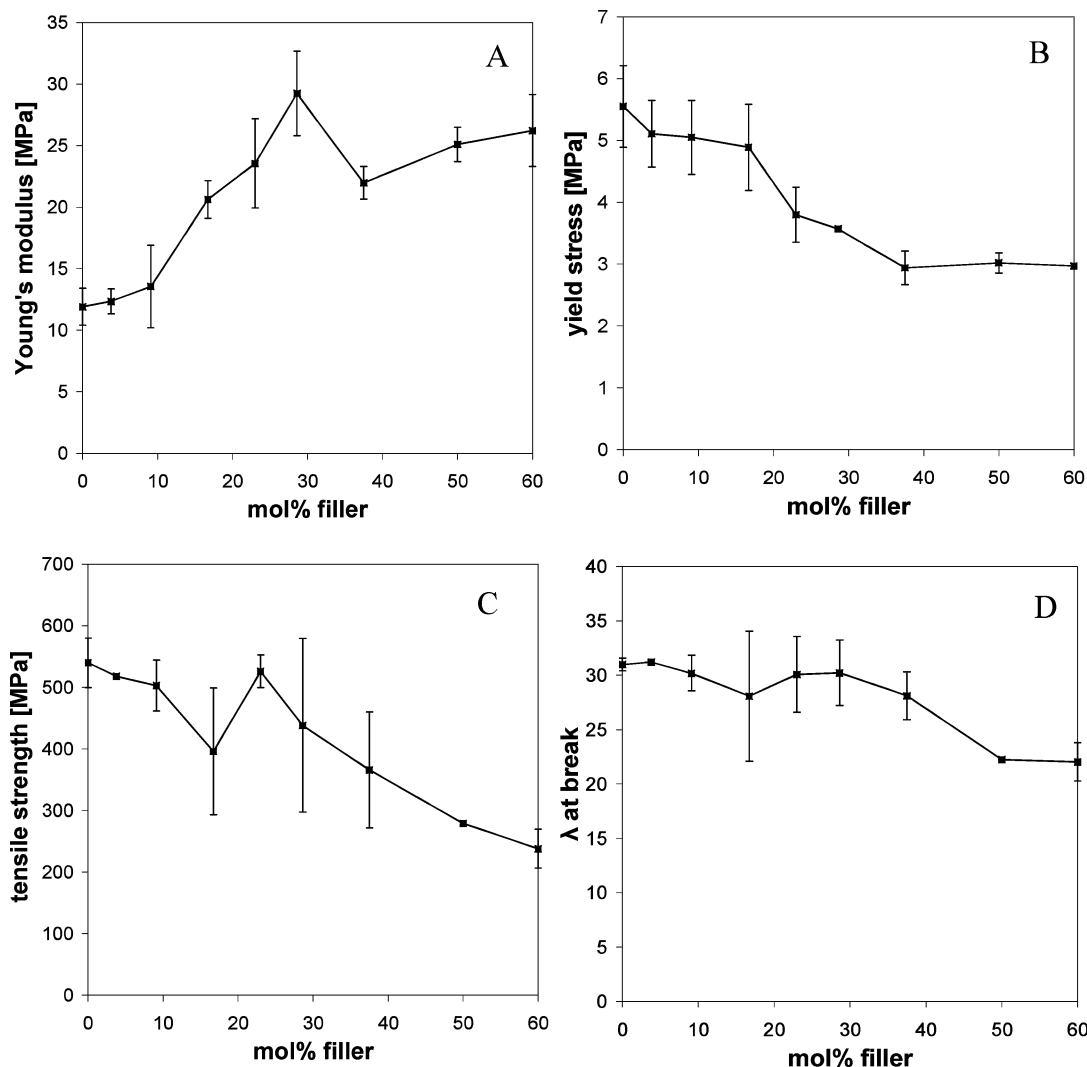 A
Young's modulus [MPa]
35
30
25
20
15
10
5
0
0 10 20 30 40 50 60
mol% filler
B
yield stress [MPa]
7
6
5
4
3
2
1
0
0 10 20 30 40 50 60
mol% filler
C
tensile strength [MPa]
700
600
500
400
300
200
100
0
0 10 20 30 40 50 60
mol% filler
D
λ at break
40
35
30
25
20
15
10
5
0
0 10 20 30 40 50 60
mol% filler